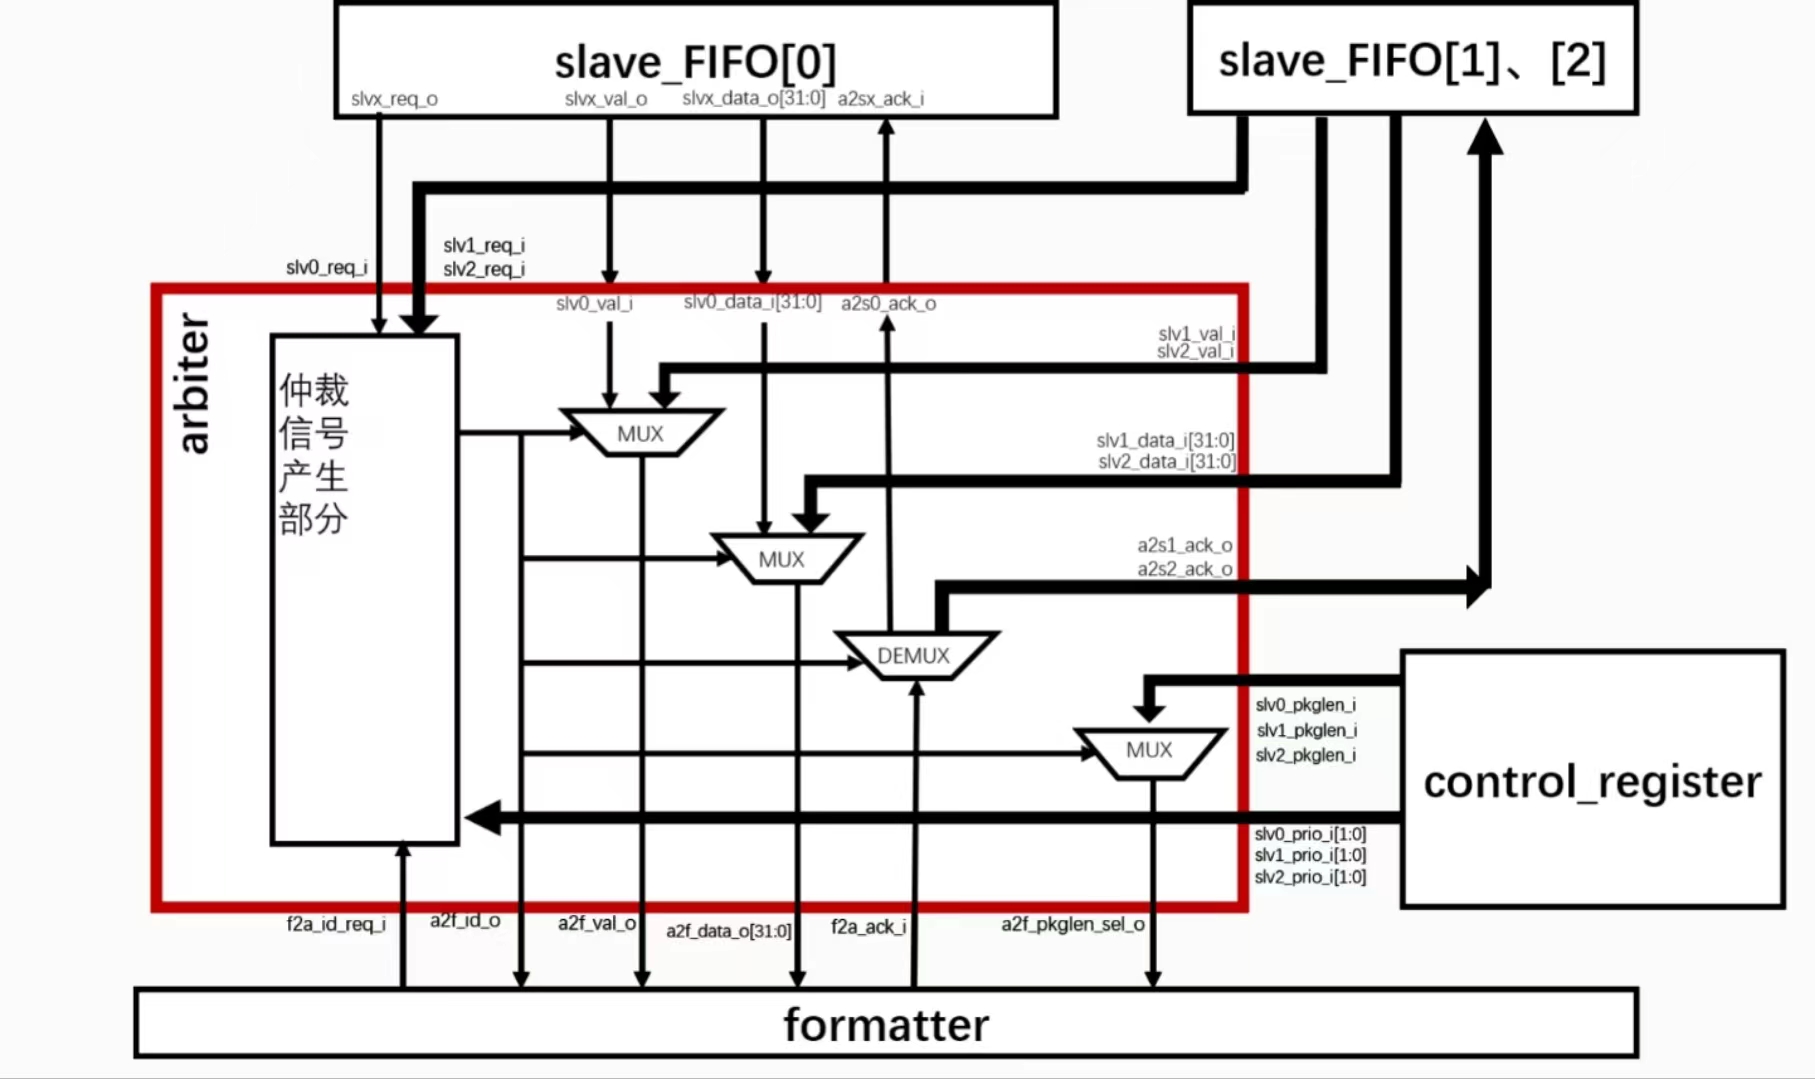 slave_FIFO[0]
slvx_req_o
slvx_val_o
slvx_data_o[31:0]
a2sx_ack_i
slave_FIFO[1]、[2]
slv0_req_i
slv1_req_i
slv2_req_i
arbiter
slv0_val_i
slv0_data_i[31:0]
a2s0_ack_o
slv1_val_i
slv2_val_i
仲裁
信号
产生
部分
MUX
slv1_data_i[31:0]
slv2_data_i[31:0]
MUX
a2s1_ack_o
a2s2_ack_o
DEMUX
slv0_pkglen_i
slv1_pkglen_i
slv2_pkglen_i
MUX
control_register
slv0_prio_i[1:0]
slv1_prio_i[1:0]
slv2_prio_i[1:0]
f2a_id_req_i
a2f_id_o
a2f_val_o
a2f_data_o[31:0]
f2a_ack_i
a2f_pkglen_sel_o
formatter